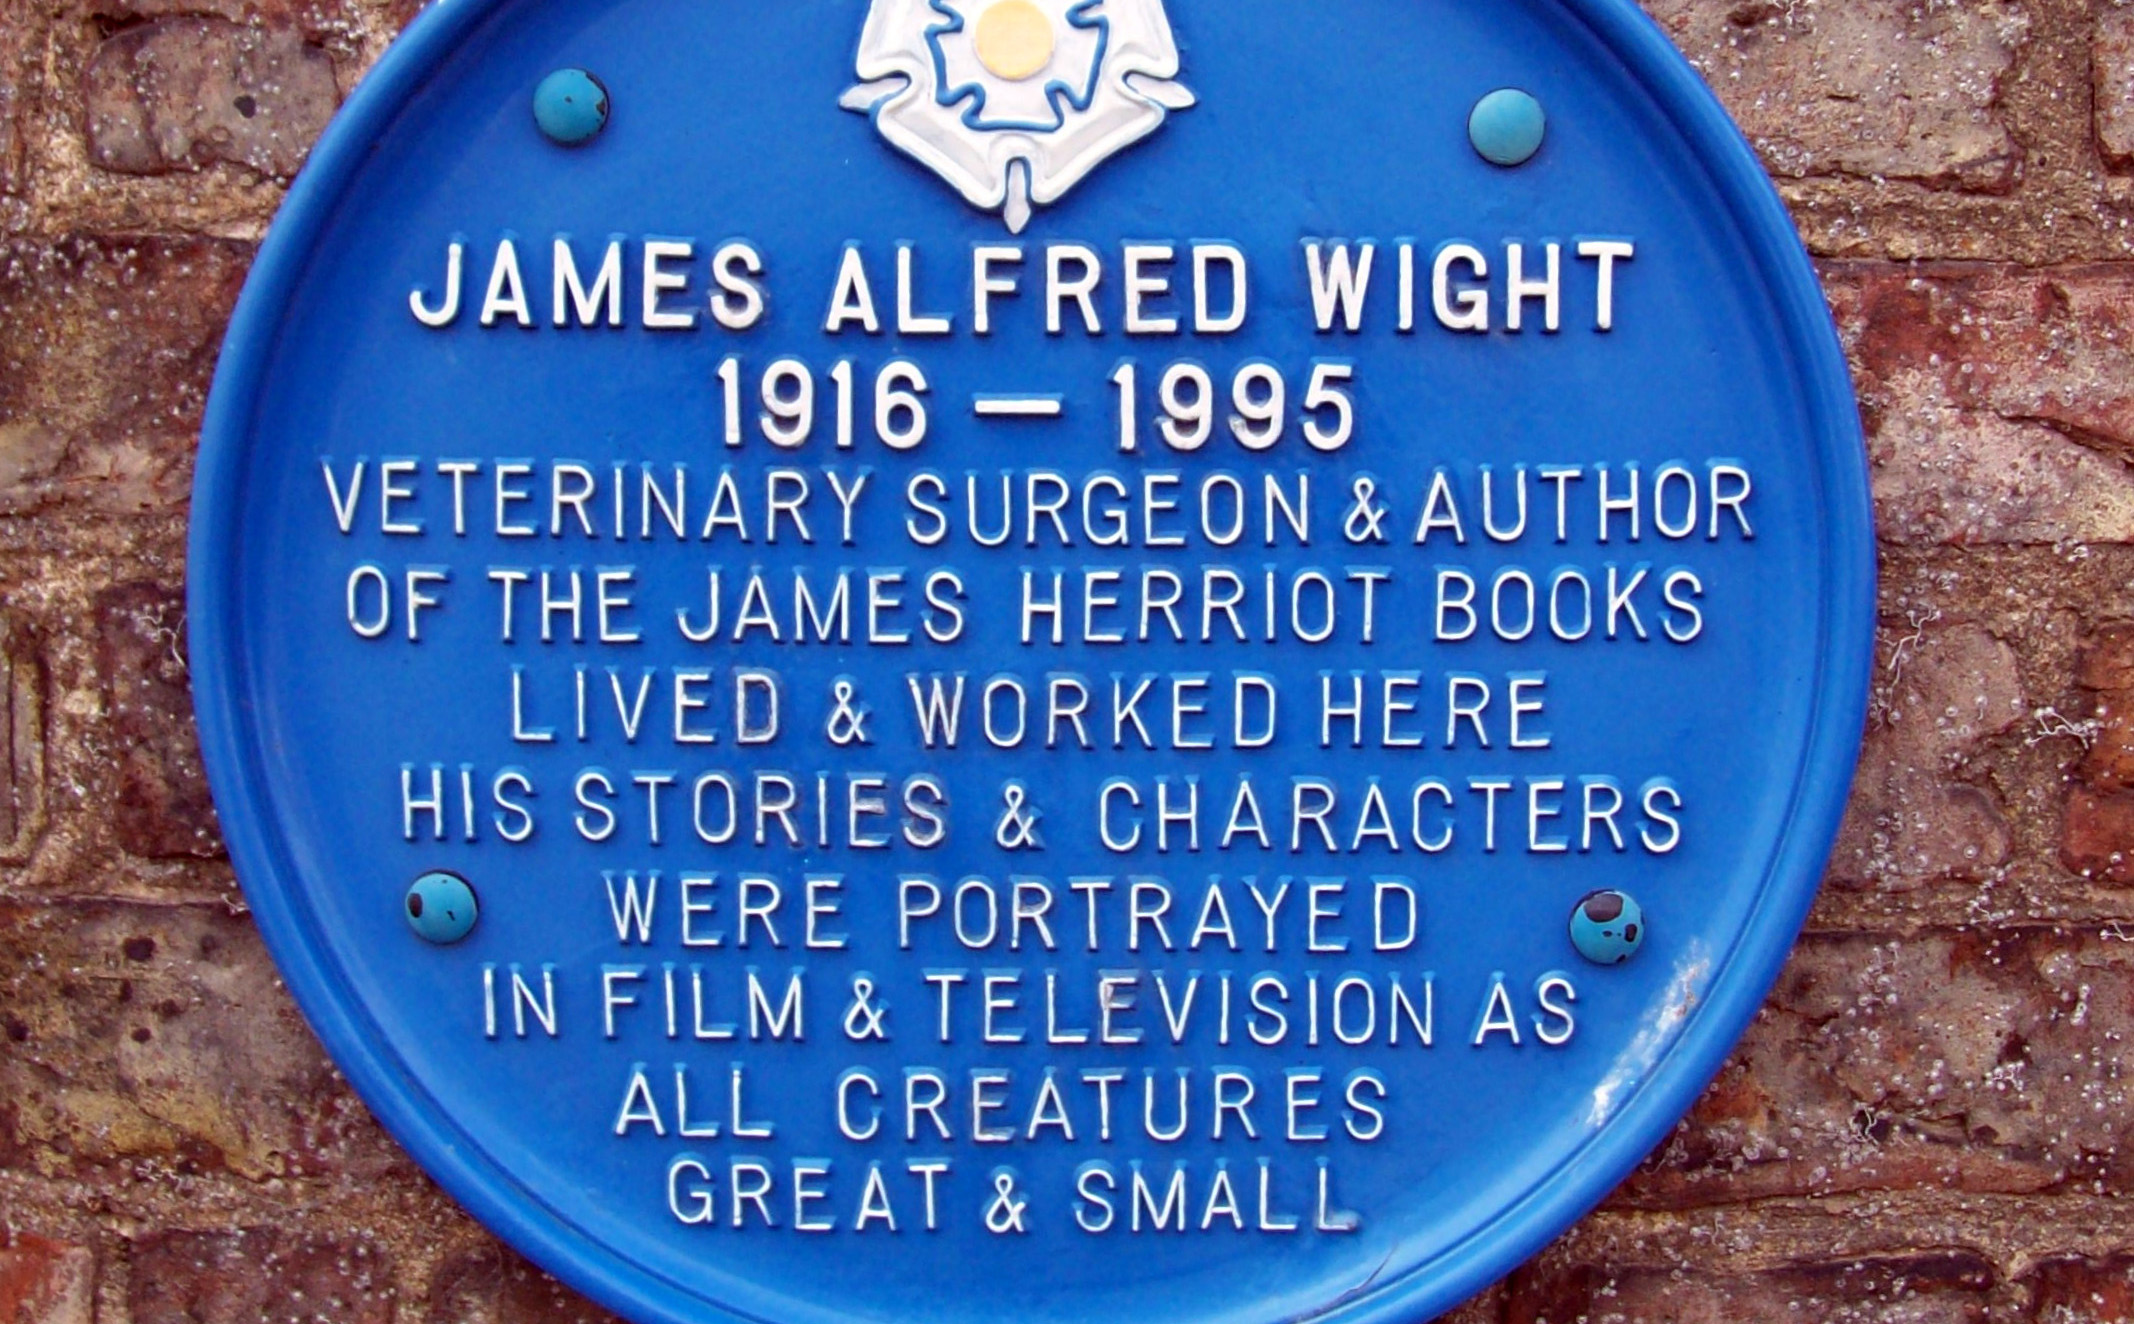 JAMES ALFRED WIGHT
1916 — 1995
VETERINARY SURGEON & AUTHOR
OF THE JAMES HERRIOT BOOKS
LIVED & WORKED HERE
HIS STORIES & CHARACTERS
WERE PORTRAYED
IN FILM & TELEVISION AS
ALL CREATURES
GREAT & SMALL